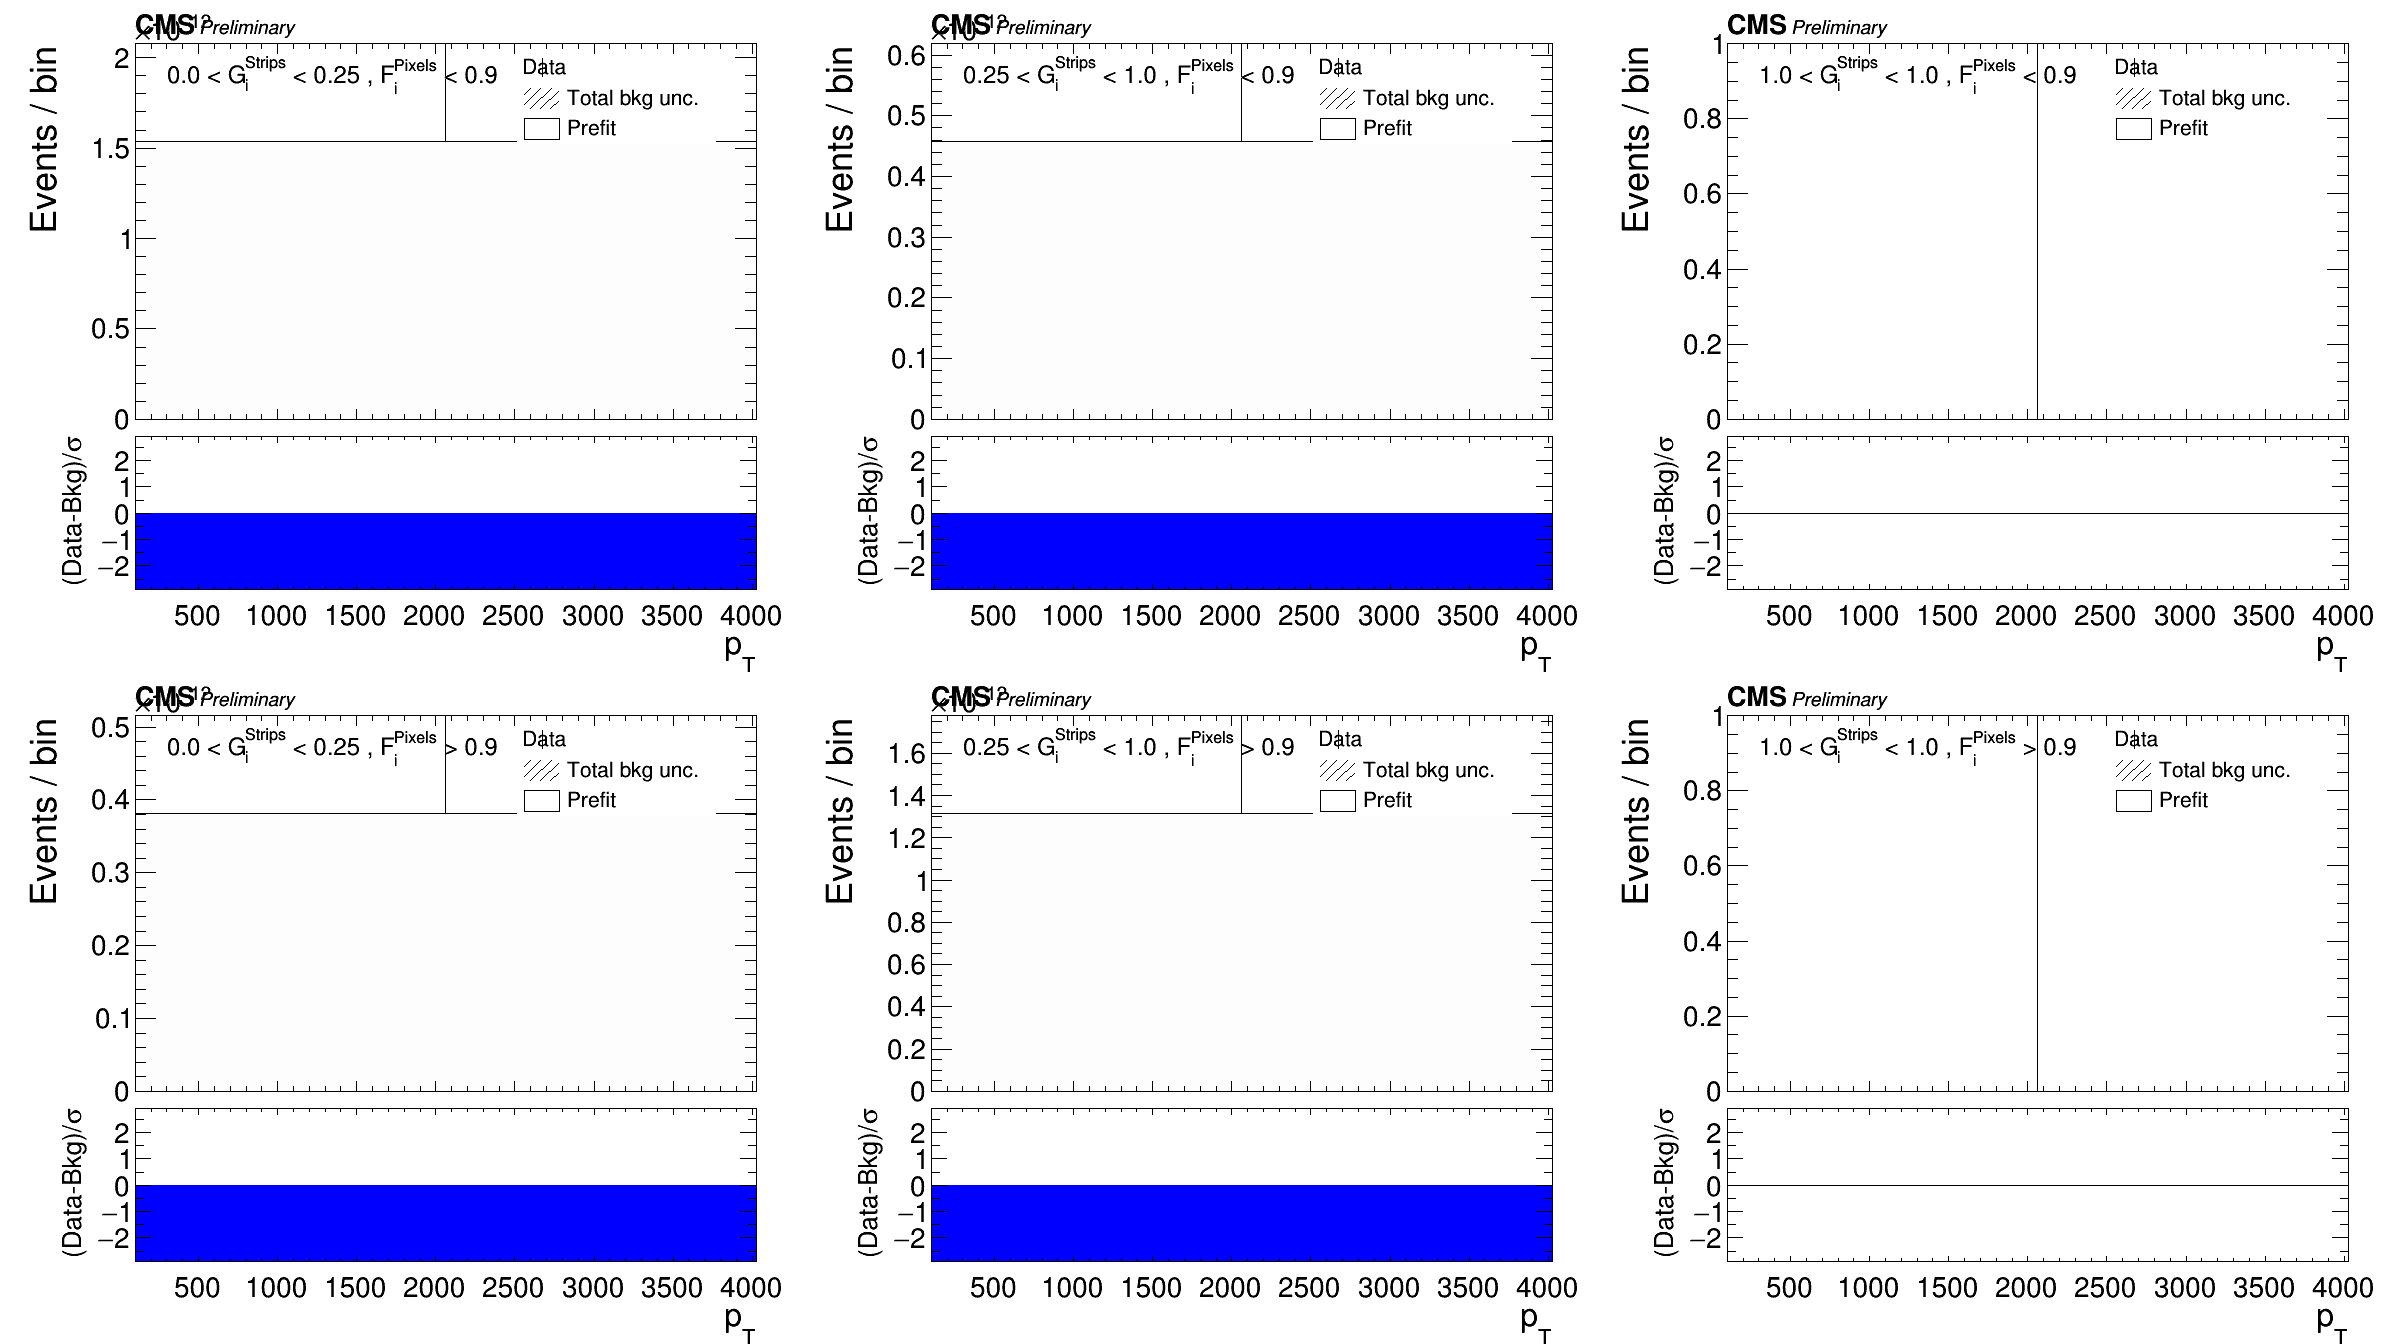 CMS Preliminary CMS Preliminary CMS Preliminary
×10¹² ×10¹²
Events / bin
0.0 < G_i^Strips < 0.25 , F_i^Pixels < 0.9
Data
Total bkg unc.
Prefit
2
1.5
1
0.5
0
(Data-Bkg)/σ
2
1
0
−1
−2
500 1000 1500 2000 2500 3000 3500 4000
p_T
Events / bin
0.25 < G_i^Strips < 1.0 , F_i^Pixels < 0.9
Data
Total bkg unc.
Prefit
0.6
0.5
0.4
0.3
0.2
0.1
0
(Data-Bkg)/σ
2
1
0
−1
−2
500 1000 1500 2000 2500 3000 3500 4000
p_T
Events / bin
1.0 < G_i^Strips < 1.0 , F_i^Pixels < 0.9
Data
Total bkg unc.
Prefit
1
0.8
0.6
0.4
0.2
0
(Data-Bkg)/σ
2
1
0
−1
−2
500 1000 1500 2000 2500 3000 3500 4000
p_T
CMS Preliminary CMS Preliminary CMS Preliminary
×10¹² ×10¹²
Events / bin
0.0 < G_i^Strips < 0.25 , F_i^Pixels > 0.9
Data
Total bkg unc.
Prefit
0.5
0.4
0.3
0.2
0.1
0
(Data-Bkg)/σ
2
1
0
−1
−2
500 1000 1500 2000 2500 3000 3500 4000
p_T
Events / bin
0.25 < G_i^Strips < 1.0 , F_i^Pixels > 0.9
Data
Total bkg unc.
Prefit
1.6
1.4
1.2
1
0.8
0.6
0.4
0.2
0
(Data-Bkg)/σ
2
1
0
−1
−2
500 1000 1500 2000 2500 3000 3500 4000
p_T
Events / bin
1.0 < G_i^Strips < 1.0 , F_i^Pixels > 0.9
Data
Total bkg unc.
Prefit
1
0.8
0.6
0.4
0.2
0
(Data-Bkg)/σ
2
1
0
−1
−2
500 1000 1500 2000 2500 3000 3500 4000
p_T